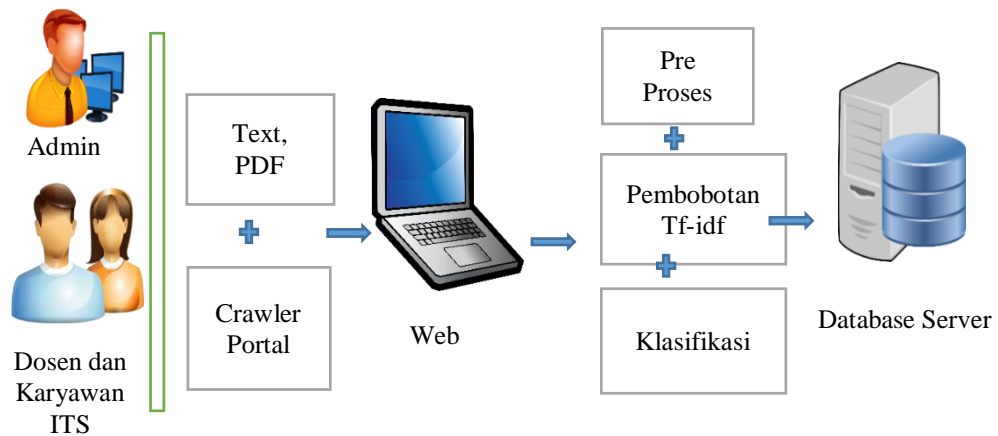 Admin
Dosen dan
Karyawan
ITS
Text,
PDF
Crawler
Portal
Web
Pre
Proses
Pembobotan
Tf-idf
Klasifikasi
Database Server